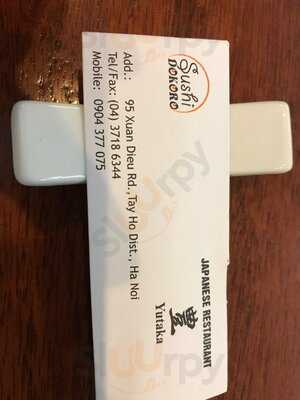 Sushi
DOKORO
JAPANESE RESTAURANT
豊
Yutaka
Add.: 95 Xuan Dieu Rd.,Tay Ho Dist., Ha Noi
Tel/Fax: (04) 3718 6344
Mobile: 0904 377 075
sluurpy